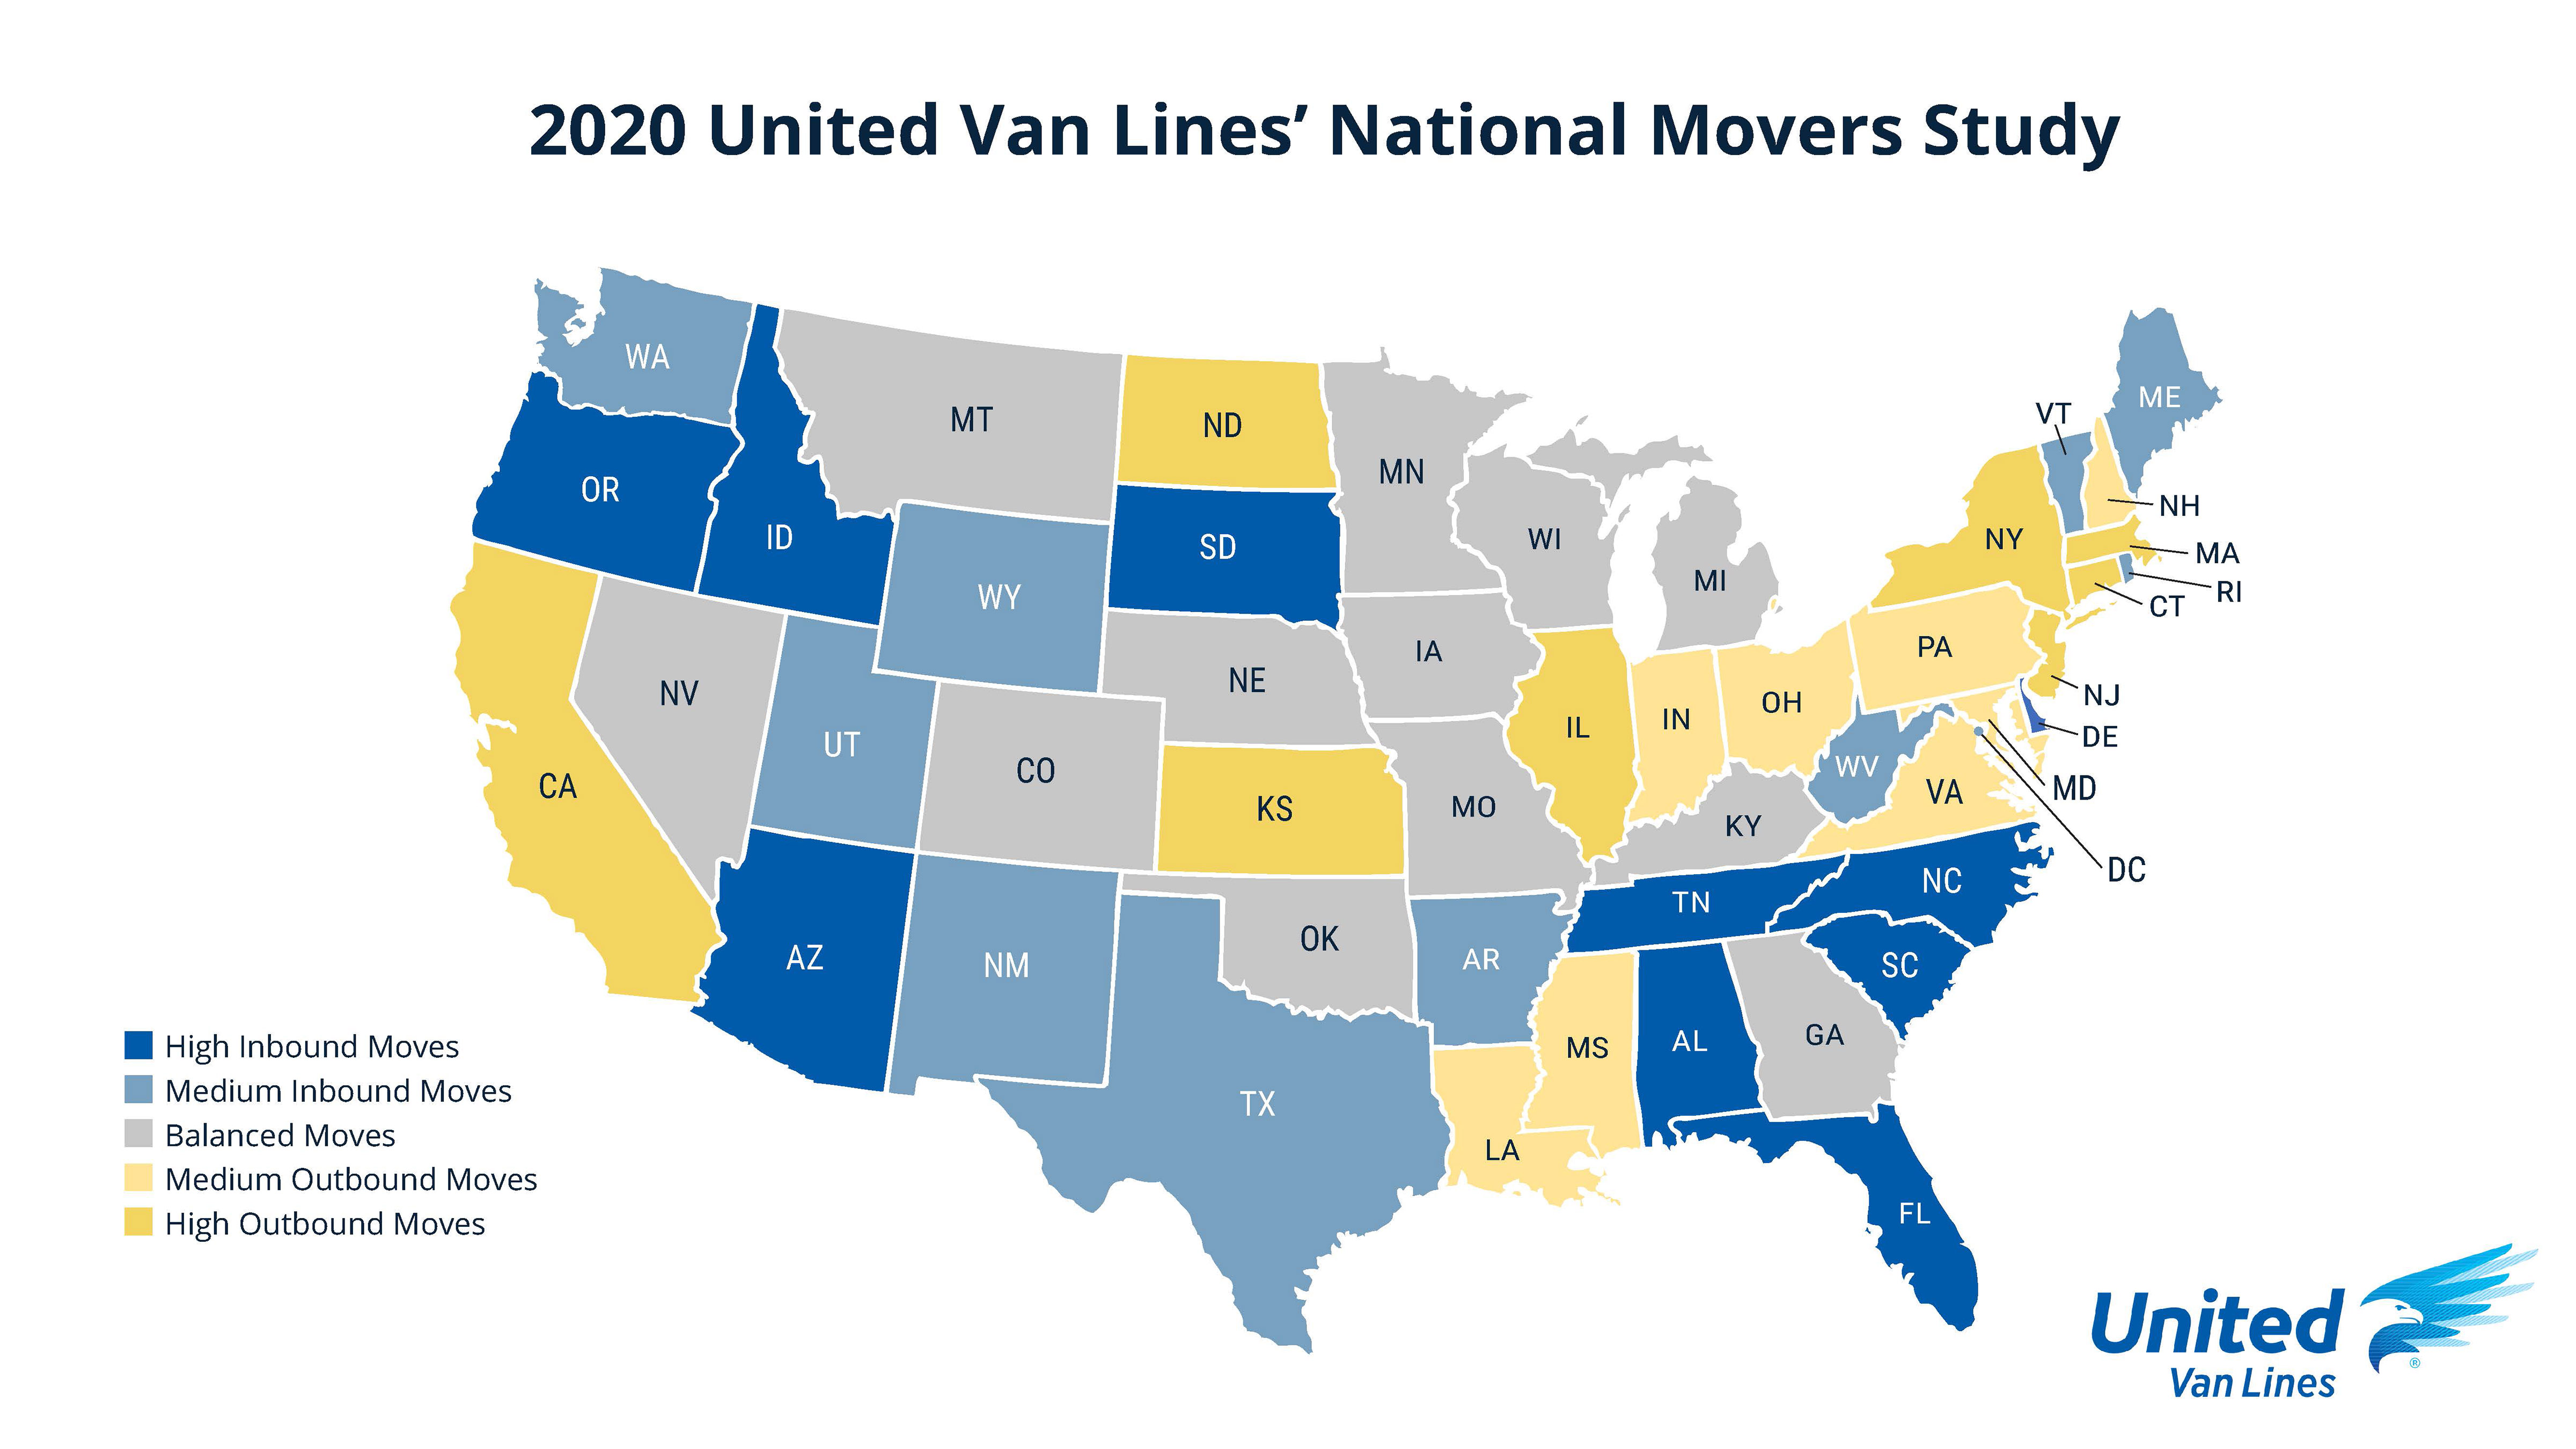 2020 United Van Lines’ National Movers Study
WA
MT
ND
MN
VT
ME
OR
ID
SD
WI
MI
NY
NH
MA
RI
CT
WY
IA
NE
PA
NJ
NV
UT
CO
IL
IN
OH
DE
CA
KS
MO
WV
VA
MD
KY
DC
AZ
NM
OK
AR
TN
NC
SC
MS
AL
GA
TX
LA
FL
High Inbound Moves
Medium Inbound Moves
Balanced Moves
Medium Outbound Moves
High Outbound Moves
United
®
Van Lines